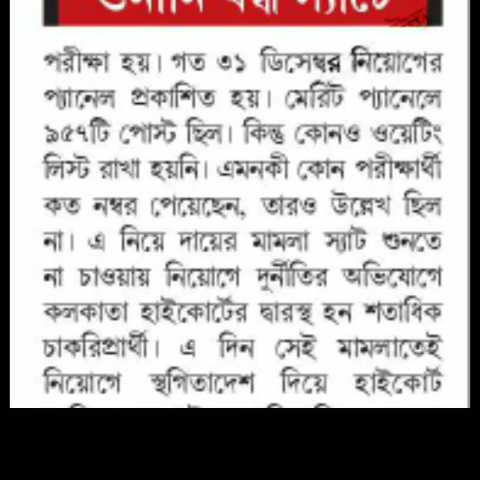 শুনানি বন্ধ স্যাটে
পরীক্ষা হয়। গত ৩১ ডিসেম্বর নিয়োগের
প্যানেল প্রকাশিত হয়। মেরিট প্যানেলে
৯৫৭টি পোস্ট ছিল। কিন্তু কোনও ওয়েটিং
লিস্ট রাখা হয়নি। এমনকী কোন পরীক্ষার্থী
কত নম্বর পেয়েছেন, তারও উল্লেখ ছিল
না। এ নিয়ে দায়ের মামলা স্যাট শুনতে
না চাওয়ায় নিয়োগে দুর্নীতির অভিযোগে
কলকাতা হাইকোর্টের দ্বারস্থ হন শতাধিক
চাকরিপ্রার্থী। এ দিন সেই মামলাতেই
নিয়োগে স্থগিতাদেশ দিয়ে হাইকোর্ট